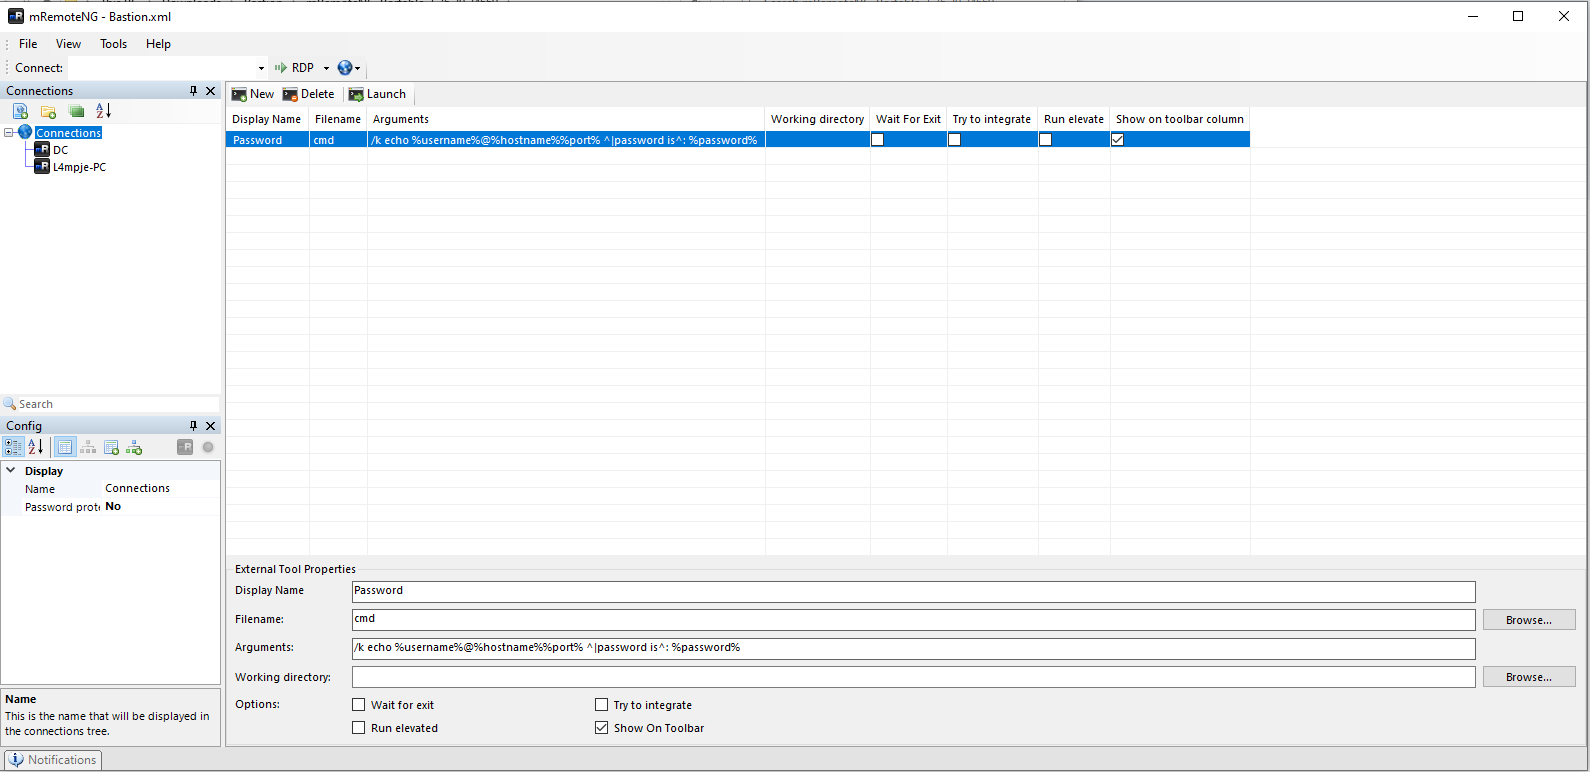 mRemoteNG - Bastion.xml
File View Tools Help
Connect: RDP
Connections
New Delete Launch
Display Name Filename Arguments Working directory Wait For Exit Try to integrate Run elevate Show on toolbar column
Password cmd /k echo %username%@%hostname%%port% ^|password is^: %password%
Connections
DC
L4mpje-PC
Search
Config
Display
Name Connections
Password prote No
Name
This is the name that will be displayed in
the connections tree.
External Tool Properties
Display Name Password
Filename: cmd Browse...
Arguments: /k echo %username%@%hostname%%port% ^|password is^: %password%
Working directory: Browse...
Options: Wait for exit Try to integrate
Run elevated Show On Toolbar
Notifications